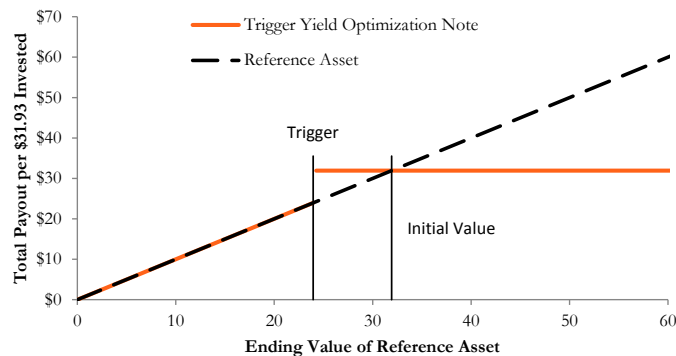 Total Payout per $31.93 Invested
$70
$60
$50
$40
$30
$20
$10
$0
Trigger Yield Optimization Note
Reference Asset
Trigger
Initial Value
0
10
20
30
40
50
60
Ending Value of Reference Asset